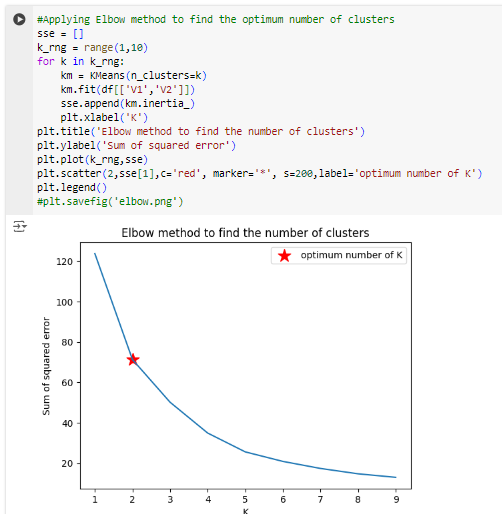 #Applying Elbow method to find the optimum number of clusters
sse = []
k_rng = range(1,10)
for k in k_rng:
    km = KMeans(n_clusters=k)
    km.fit(df[['V1','V2']])
    sse.append(km.inertia_)
    plt.xlabel('K')
plt.title('Elbow method to find the number of clusters')
plt.ylabel('Sum of squared error')
plt.plot(k_rng,sse)
plt.scatter(2,sse[1],c='red', marker='*', s=200,label='optimum number of K')
plt.legend()
#plt.savefig('elbow.png')
Elbow method to find the number of clusters
optimum number of K
Sum of squared error
120
100
80
60
40
20
1 2 3 4 5 6 7 8 9
K